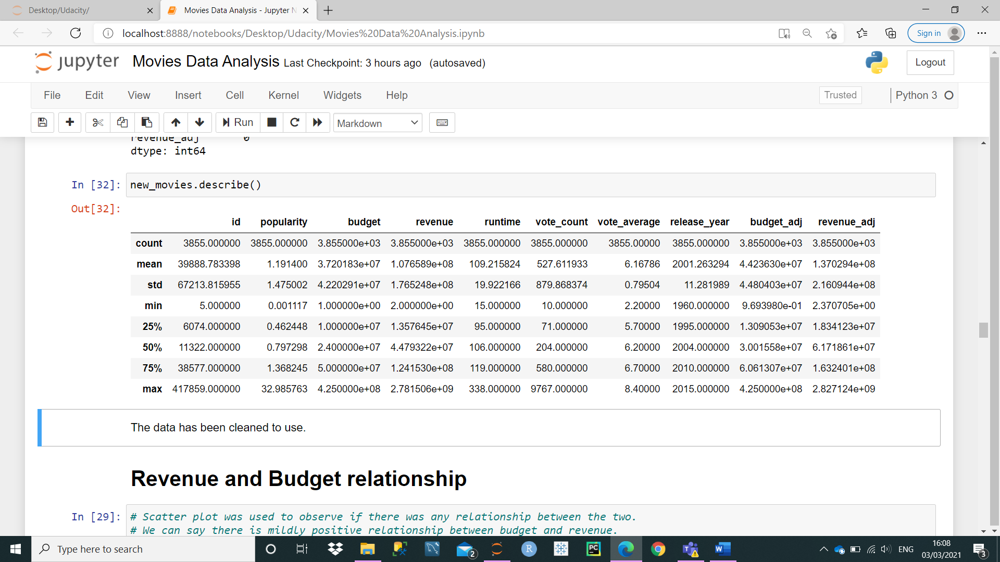 Desktop/Udacity/
Movies Data Analysis - Jupyter N
localhost:8888/notebooks/Desktop/Udacity/Movies%20Data%20Analysis.ipynb
Sign in
jupyter Movies Data Analysis Last Checkpoint: 3 hours ago (autosaved)
Logout
File Edit View Insert Cell Kernel Widgets Help
Trusted
Python 3
Run
Markdown
revenue_adj 0
dtype: int64
In [32]: new_movies.describe()
Out[32]:
id popularity budget revenue runtime vote_count vote_average release_year budget_adj revenue_adj
count 3855.000000 3855.000000 3.855000e+03 3.855000e+03 3855.000000 3855.000000 3855.00000 3855.000000 3.855000e+03 3.855000e+03
mean 39888.783398 1.191400 3.720183e+07 1.076589e+08 109.215824 527.611933 6.16786 2001.263294 4.423630e+07 1.370294e+08
std 67213.815955 1.475002 4.220291e+07 1.765248e+08 19.922166 879.868374 0.79504 11.281989 4.480403e+07 2.160944e+08
min 5.000000 0.001117 1.000000e+00 2.000000e+00 15.000000 10.000000 2.20000 1960.000000 9.693980e-01 2.370705e+00
25% 6074.000000 0.462448 1.000000e+07 1.357645e+07 95.000000 71.000000 5.70000 1995.000000 1.309053e+07 1.834123e+07
50% 11322.000000 0.797298 2.400000e+07 4.479322e+07 106.000000 204.000000 6.20000 2004.000000 3.001558e+07 6.171861e+07
75% 38577.000000 1.368245 5.000000e+07 1.241530e+08 119.000000 580.000000 6.70000 2010.000000 6.061307e+07 1.632401e+08
max 417859.000000 32.985763 4.250000e+08 2.781506e+09 338.000000 9767.000000 8.40000 2015.000000 4.250000e+08 2.827124e+09
The data has been cleaned to use.
Revenue and Budget relationship
In [29]: # Scatter plot was used to observe if there was any relationship between the two.
# We can say there is mildly positive relationship between budget and revenue.
Type here to search
2
R
PC
W
ENG
16:08
03/03/2021
3